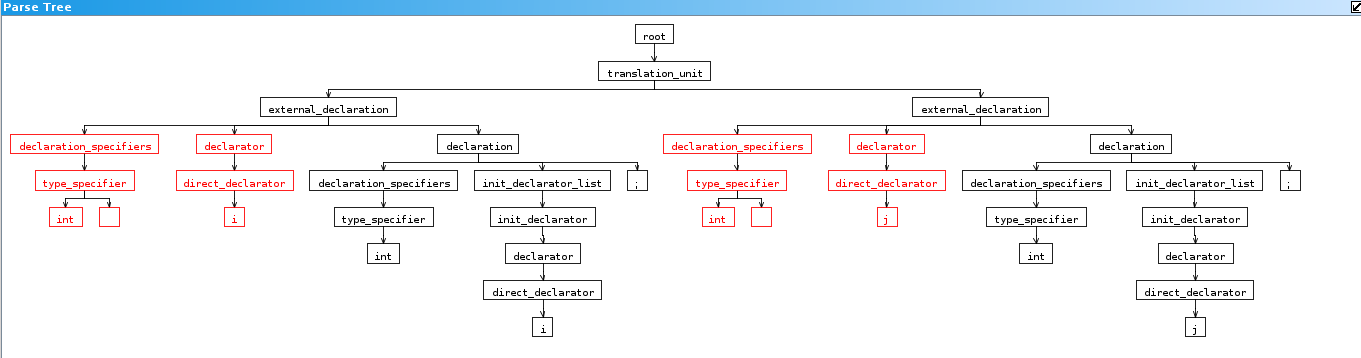 Parse Tree
root
translation_unit
external_declaration external_declaration
declaration_specifiers declarator declaration declaration_specifiers declarator declaration
type_specifier direct_declarator declaration_specifiers init_declarator_list ; type_specifier direct_declarator declaration_specifiers init_declarator_list ;
int i type_specifier init_declarator int j type_specifier init_declarator
int declarator int declarator
direct_declarator direct_declarator
i j